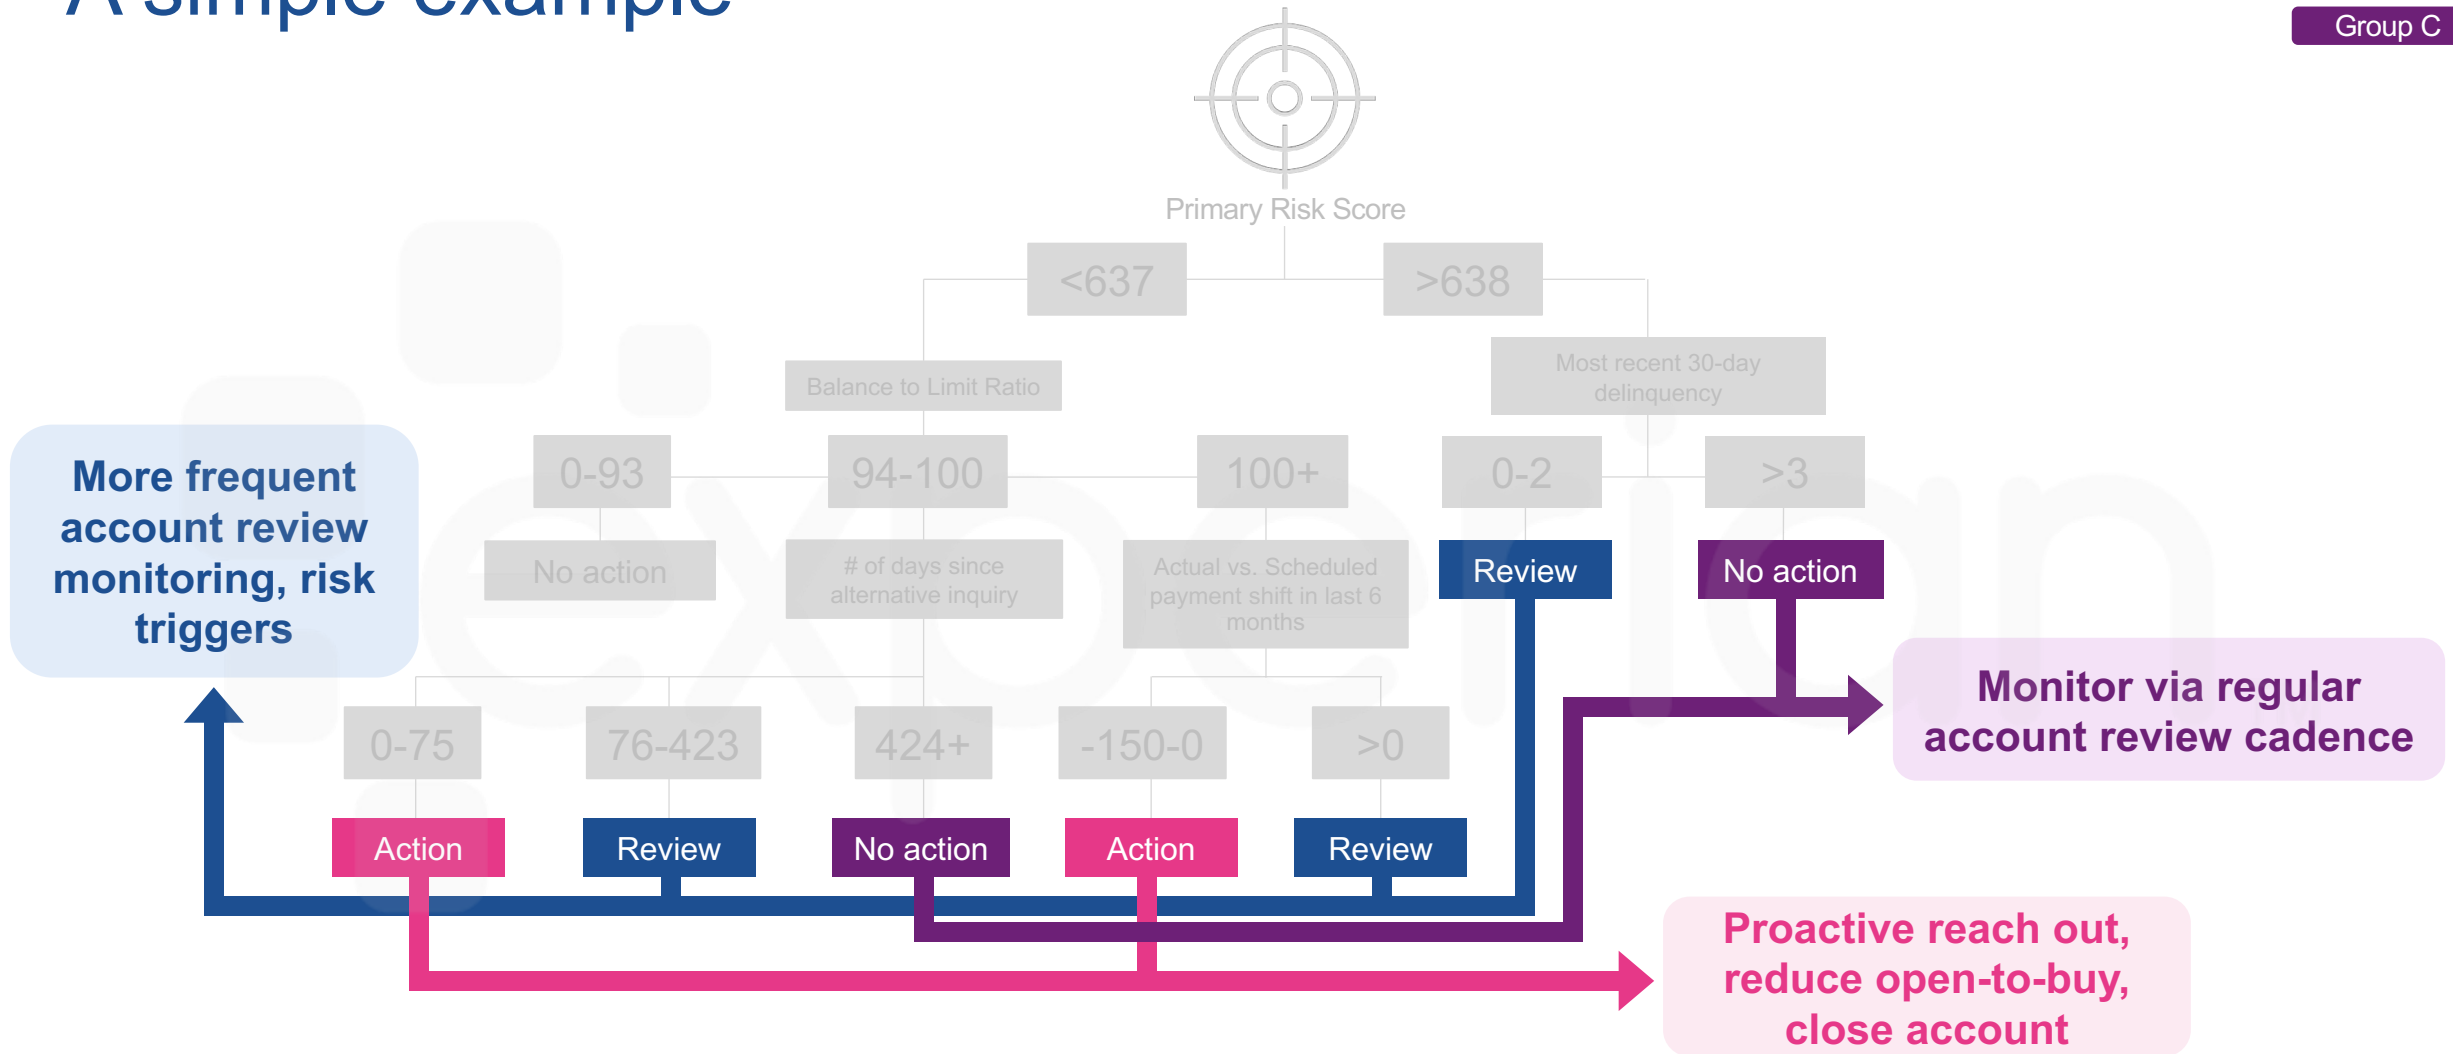 A simple example
Group C
Primary Risk Score
<637
>638
Balance to Limit Ratio
Most recent 30-day
delinquency
0-93
94-100
100+
0-2
>3
More frequent
account review
monitoring, risk
triggers
No action
# of days since
alternative inquiry
Actual vs. Scheduled
payment shift in last 6
months
Review
No action
Monitor via regular
account review cadence
0-75
76-423
424+
-150-0
>0
Action
Review
No action
Action
Review
Proactive reach out,
reduce open-to-buy,
close account
experian